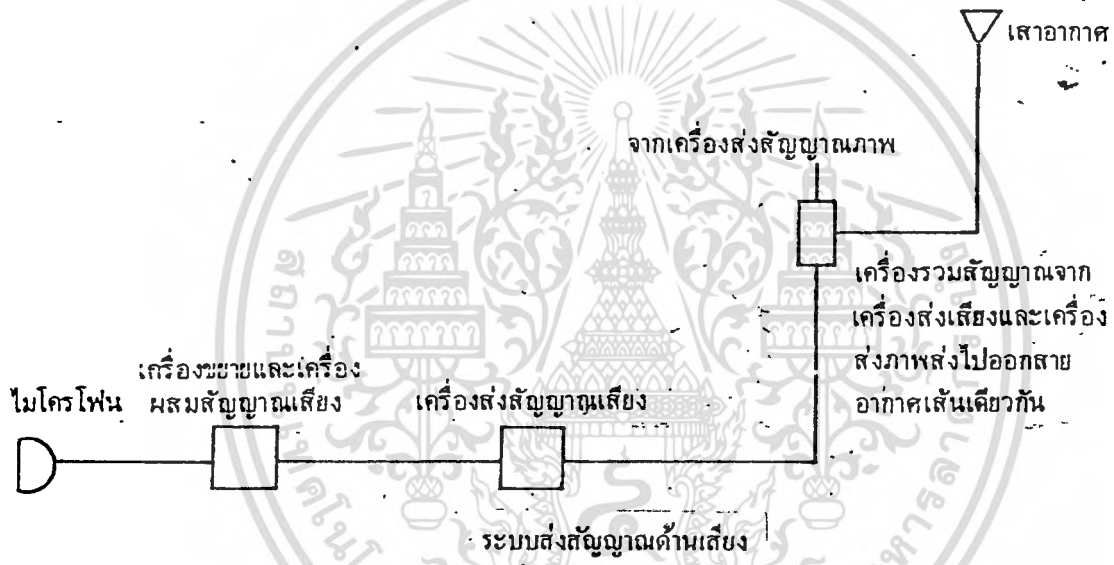 เสาอากาศ
จากเครื่องส่งสัญญาณภาพ
เครื่องรวมสัญญาณจาก
เครื่องส่งเสียงและเครื่อง
ส่งภาพส่งไปออกสาย
อากาศเส้นเดียวกัน
เครื่องขยายและเครื่อง
ผสมสัญญาณเสียง
ไมโครโฟน
เครื่องส่งสัญญาณเสียง
ระบบส่งสัญญาณด้านเสียง